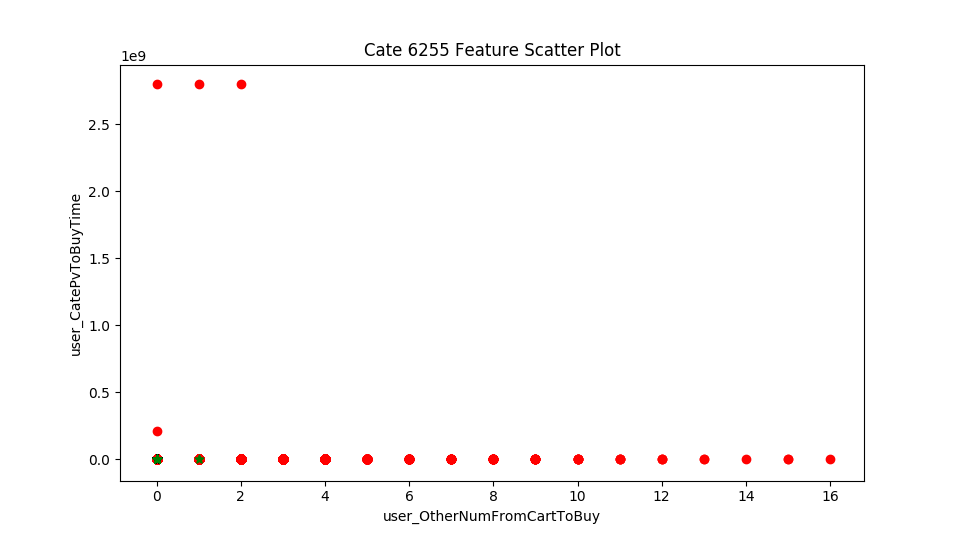 Cate 6255 Feature Scatter Plot
1e9
2.5
2.0
1.5
1.0
0.5
0.0
user_CatePvToBuyTime
0 2 4 6 8 10 12 14 16
user_OtherNumFromCartToBuy